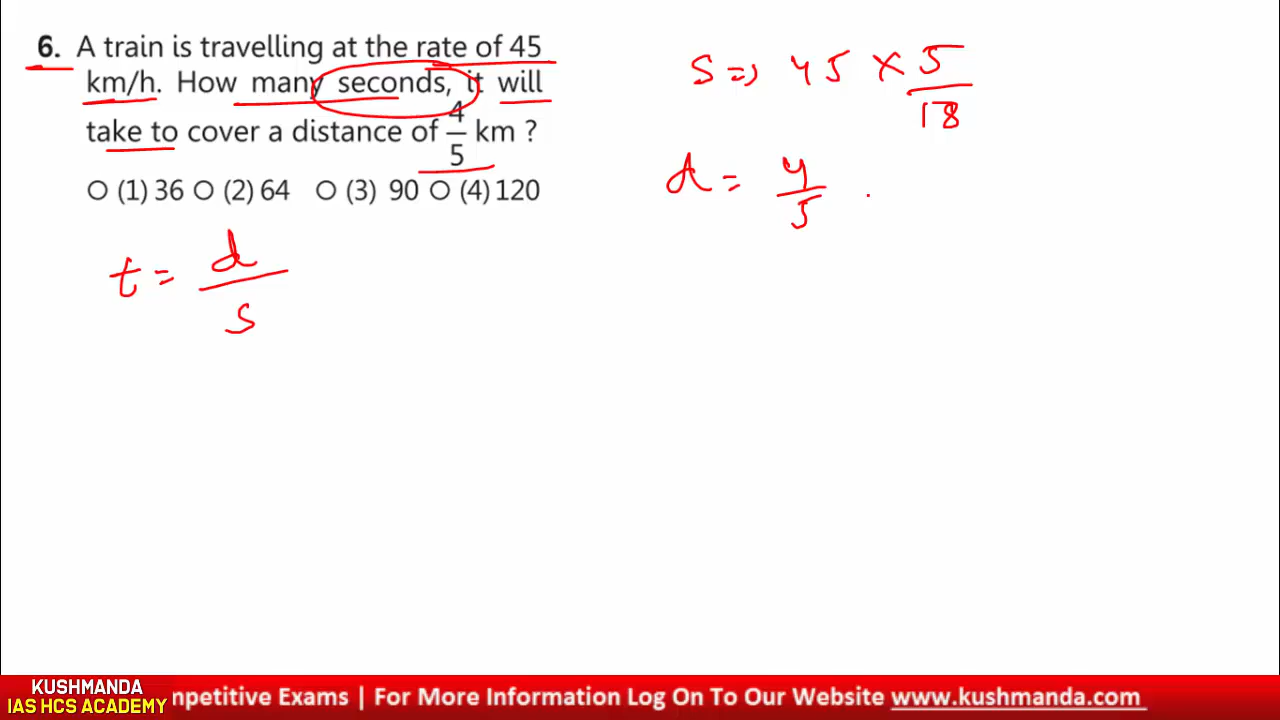 6. A train is travelling at the rate of 45
km/h. How many seconds, it will
take to cover a distance of 4/5 km ?
O (1) 36 O (2) 64 O (3) 90 O (4) 120
S => 45 × 5/18
d = 4/5
t = d/s
KUSHMANDA
IAS HCS ACADEMY
mpetitive Exams | For More Information Log On To Our Website www.kushmanda.com